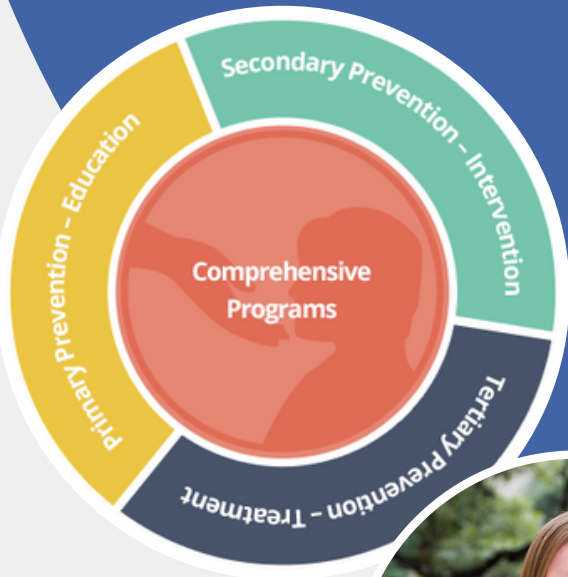 Primary Prevention – Education
Secondary Prevention – Intervention
Tertiary Prevention – Treatment
Comprehensive
Programs